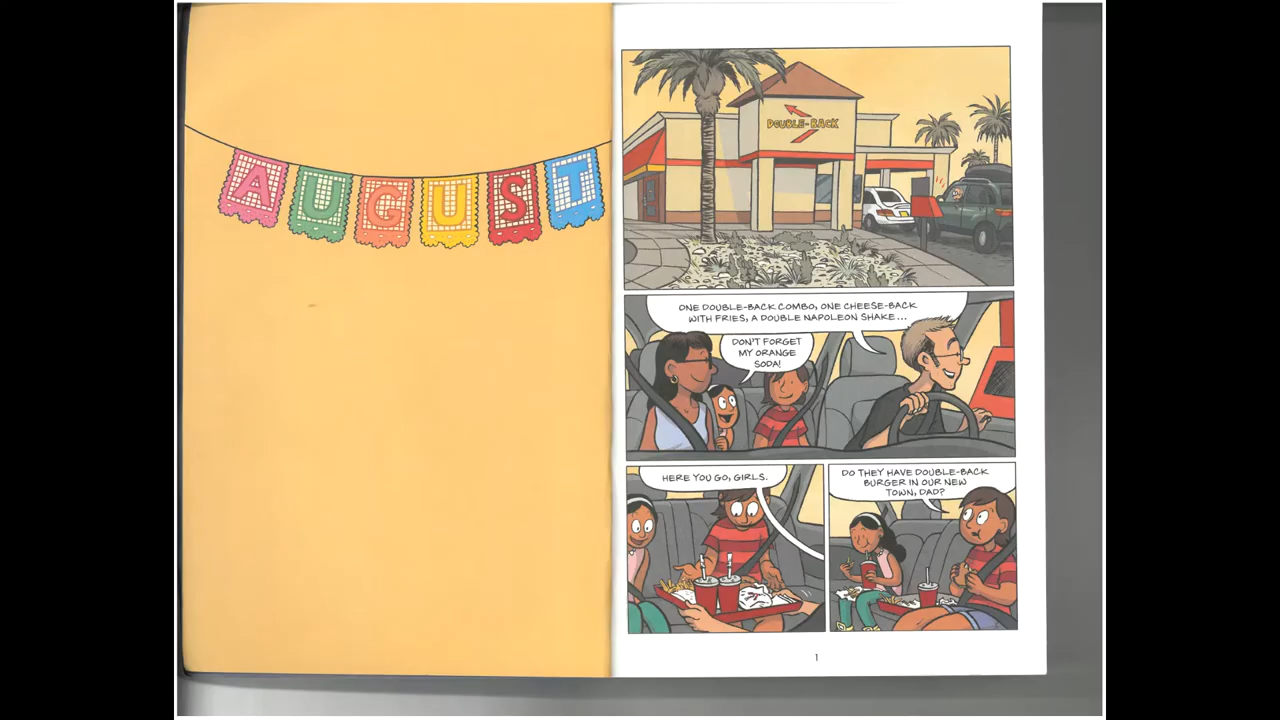 AUGUST
DOUBLE-BACK
ONE DOUBLE-BACK COMBO, ONE CHEESE-BACK
WITH FRIES, A DOUBLE NAPOLEON SHAKE...
DON'T FORGET
MY ORANGE
SODA!
HERE YOU GO, GIRLS.
DO THEY HAVE DOUBLE-BACK
BURGER IN OUR NEW
TOWN, DAD?
1